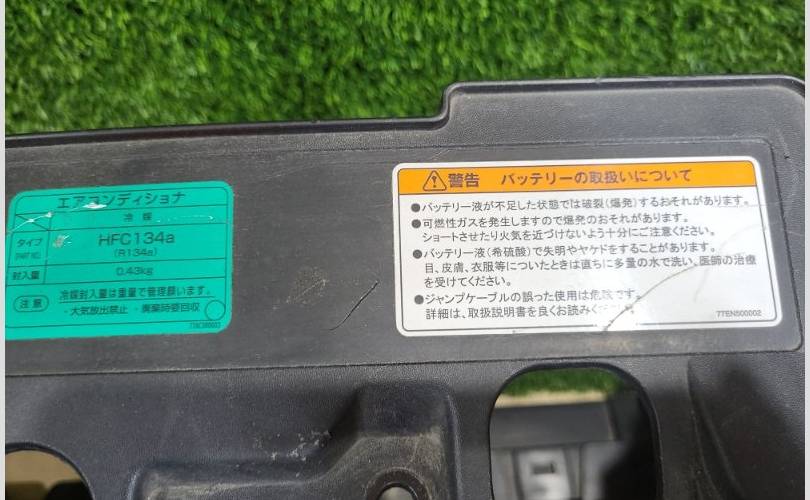 エアコンディショナ
冷 媒
タイプ
(PART NO.)
HFC134a
(R134a)
封入量
0.43kg
注意
冷媒封入量は重量で管理願います。
・大気放出禁止 ・廃棄時要回収
警告 バッテリーの取扱いについて
●バッテリー液が不足した状態では破裂(爆発)するおそれがあります。
●可燃性ガスを発生しますので爆発のおそれがあります。
ショートさせたり火気を近づけないよう十分にご注意ください。
●バッテリー液(希硫酸)で失明やヤケドをすることがあります。
目、皮膚、衣服等についたときは直ちに多量の水で洗い、医師の治療
を受けてください。
●ジャンプケーブルの誤った使用は危険です。
詳細は、取扱説明書を良くお読みください。
77EN500002